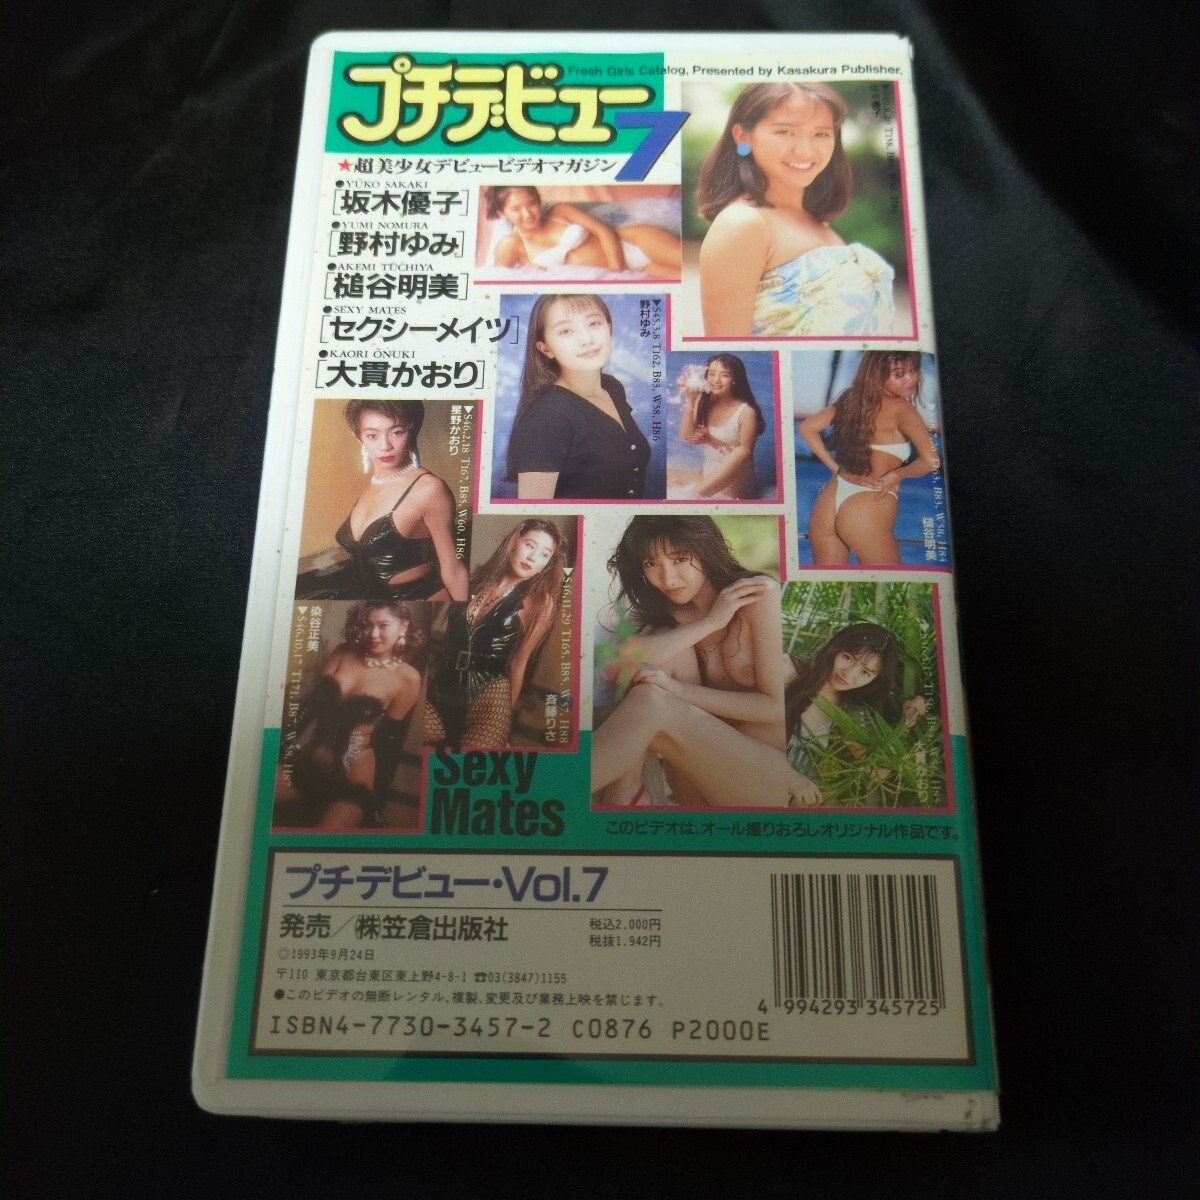 プチデビュー7
Fresh Girls Catalog, Presented by Kasakura Publisher.
★超美少女デビュービデオマガジン
●YŪKO SAKAKI
[坂木優子]
●YUMI NOMURA
[野村ゆみ]
●AKEMI TUCHIYA
[槌谷明美]
●SEXY MATES
[セクシーメイツ]
●KAORI ŌNUKI
[大貫かおり]
▼S45.3.8 T162, B83, W58, H86
野村ゆみ
槌谷明美
▼S46.2.18 T167, B85, W60, H86
星野かおり
▼S46.11.29 T165, B85, W57, H88
斉藤りさ
染谷正美
▼S46.10.17 T171, B87, W58, H87
大貫かおり
Sexy
Mates
このビデオは、オール撮りおろしオリジナル作品です。
プチデビュー・Vol.7
発売/㈱笠倉出版社
税込2,000円
税抜1,942円
©1993年9月24日
〒110 東京都台東区東上野4-8-1 ☎03(3847)1155
●このビデオの無断レンタル、複製、変更及び業務上映を禁じます。
ISBN4-7730-3457-2 C0876 P2000E
4 994293 345725